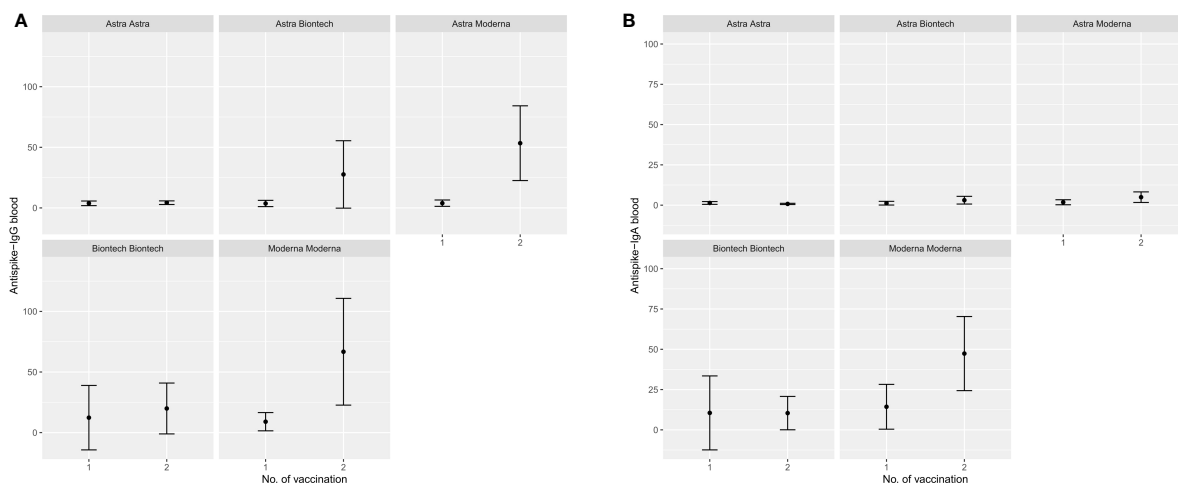 A
Astra Astra
Astra Biontech
Astra Moderna
100
50
0
1
2
Antispike−IgG blood
Biontech Biontech
Moderna Moderna
100
50
0
1
2
1
2
No. of vaccination
B
Astra Astra
Astra Biontech
Astra Moderna
100
75
50
25
0
1
2
Antispike−IgA blood
Biontech Biontech
Moderna Moderna
100
75
50
25
0
1
2
1
2
No. of vaccination